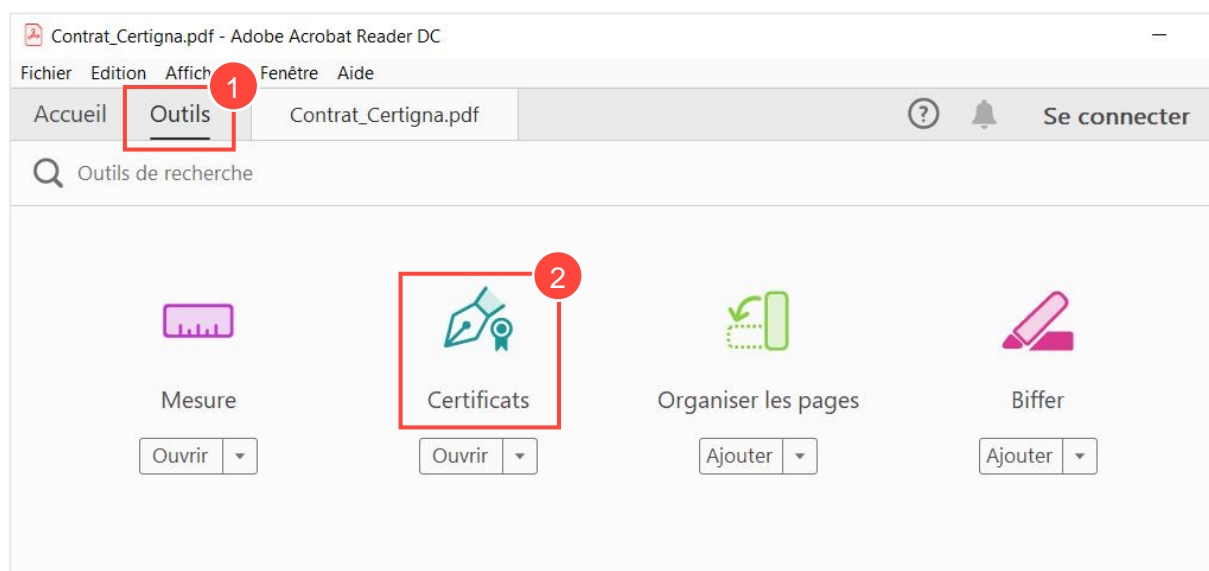 Contrat_Certigna.pdf - Adobe Acrobat Reader DC
Fichier Edition Affich Fenêtre Aide
1
Accueil Outils Contrat_Certigna.pdf ? Se connecter
Outils de recherche
2
Mesure Certificats Organiser les pages Biffer
Ouvrir Ouvrir Ajouter Ajouter